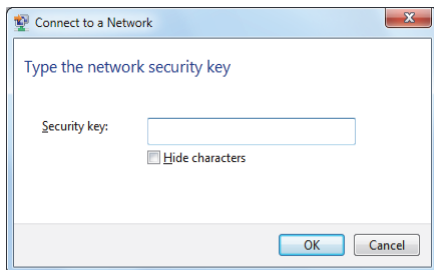 Connect to a Network
Type the network security key
Security key:
Hide characters
OK Cancel